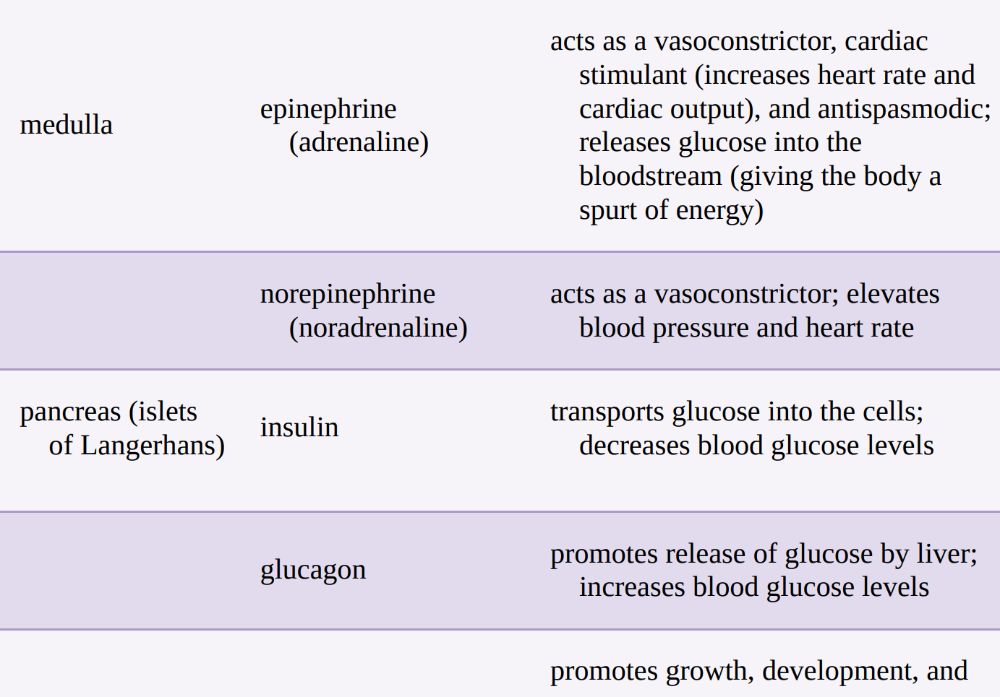 medulla
epinephrine
(adrenaline)
acts as a vasoconstrictor, cardiac
stimulant (increases heart rate and
cardiac output), and antispasmodic;
releases glucose into the
bloodstream (giving the body a
spurt of energy)
norepinephrine
(noradrenaline)
acts as a vasoconstrictor; elevates
blood pressure and heart rate
pancreas (islets
of Langerhans)
insulin
transports glucose into the cells;
decreases blood glucose levels
glucagon
promotes release of glucose by liver;
increases blood glucose levels
promotes growth, development, and